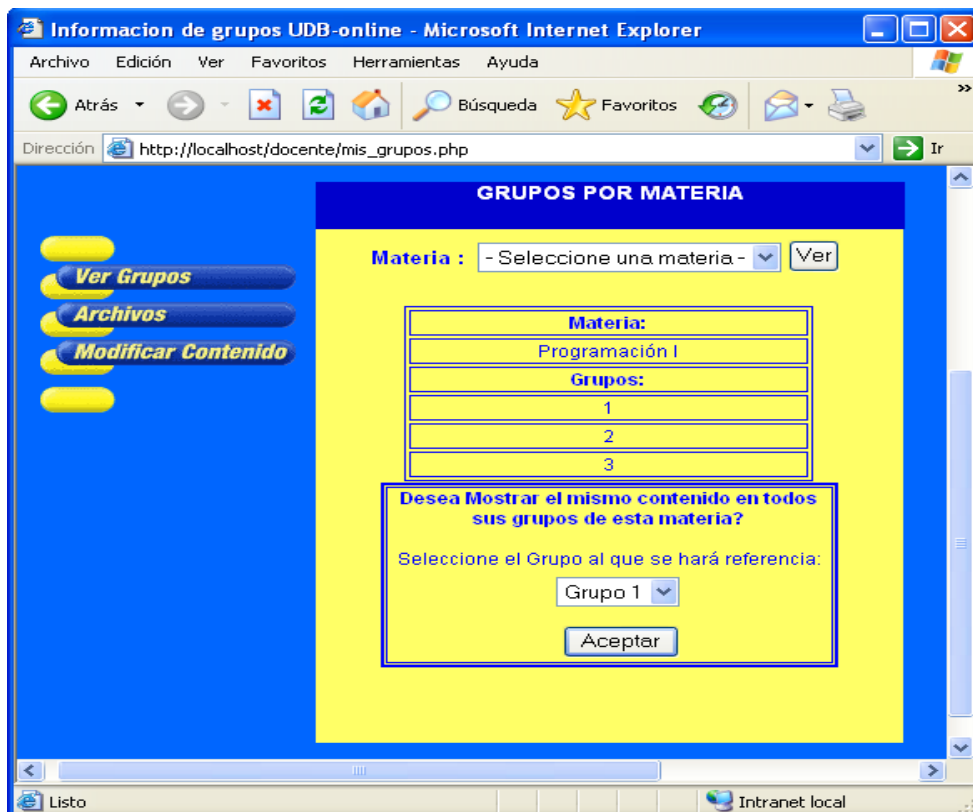 Informacion de grupos UDB-online - Microsoft Internet Explorer
Archivo Edición Ver Favoritos Herramientas Ayuda
Atrás Búsqueda Favoritos »
Dirección http://localhost/docente/mis_grupos.php Ir
GRUPOS POR MATERIA
Materia : - Seleccione una materia - Ver
Ver Grupos
Archivos
Modificar Contenido
Materia:
Programación I
Grupos:
1
2
3
Desea Mostrar el mismo contenido en todos
sus grupos de esta materia?
Seleccione el Grupo al que se hará referencia:
Grupo 1
Aceptar
Listo Intranet local